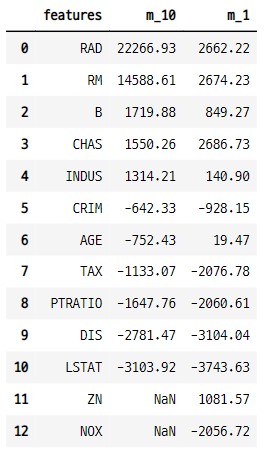 features m_10 m_1
0 RAD 22266.93 2662.22
1 RM 14588.61 2674.23
2 B 1719.88 849.27
3 CHAS 1550.26 2686.73
4 INDUS 1314.21 140.90
5 CRIM -642.33 -928.15
6 AGE -752.43 19.47
7 TAX -1133.07 -2076.78
8 PTRATIO -1647.76 -2060.61
9 DIS -2781.47 -3104.04
10 LSTAT -3103.92 -3743.63
11 ZN NaN 1081.57
12 NOX NaN -2056.72